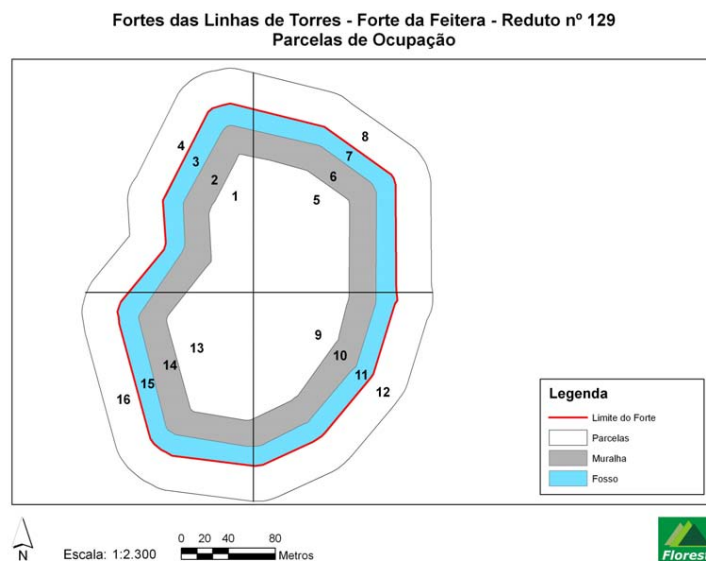 Fortes das Linhas de Torres - Forte da Feitera - Reduto nº 129
Parcelas de Ocupação
8
4
7
3
6
2
1
5
9
13
10
14
11
15
12
16
Legenda
Limite do Forte
Parcelas
Muralha
Fosso
N
Escala: 1:2.300
0 20 40 80
Metros
Florest